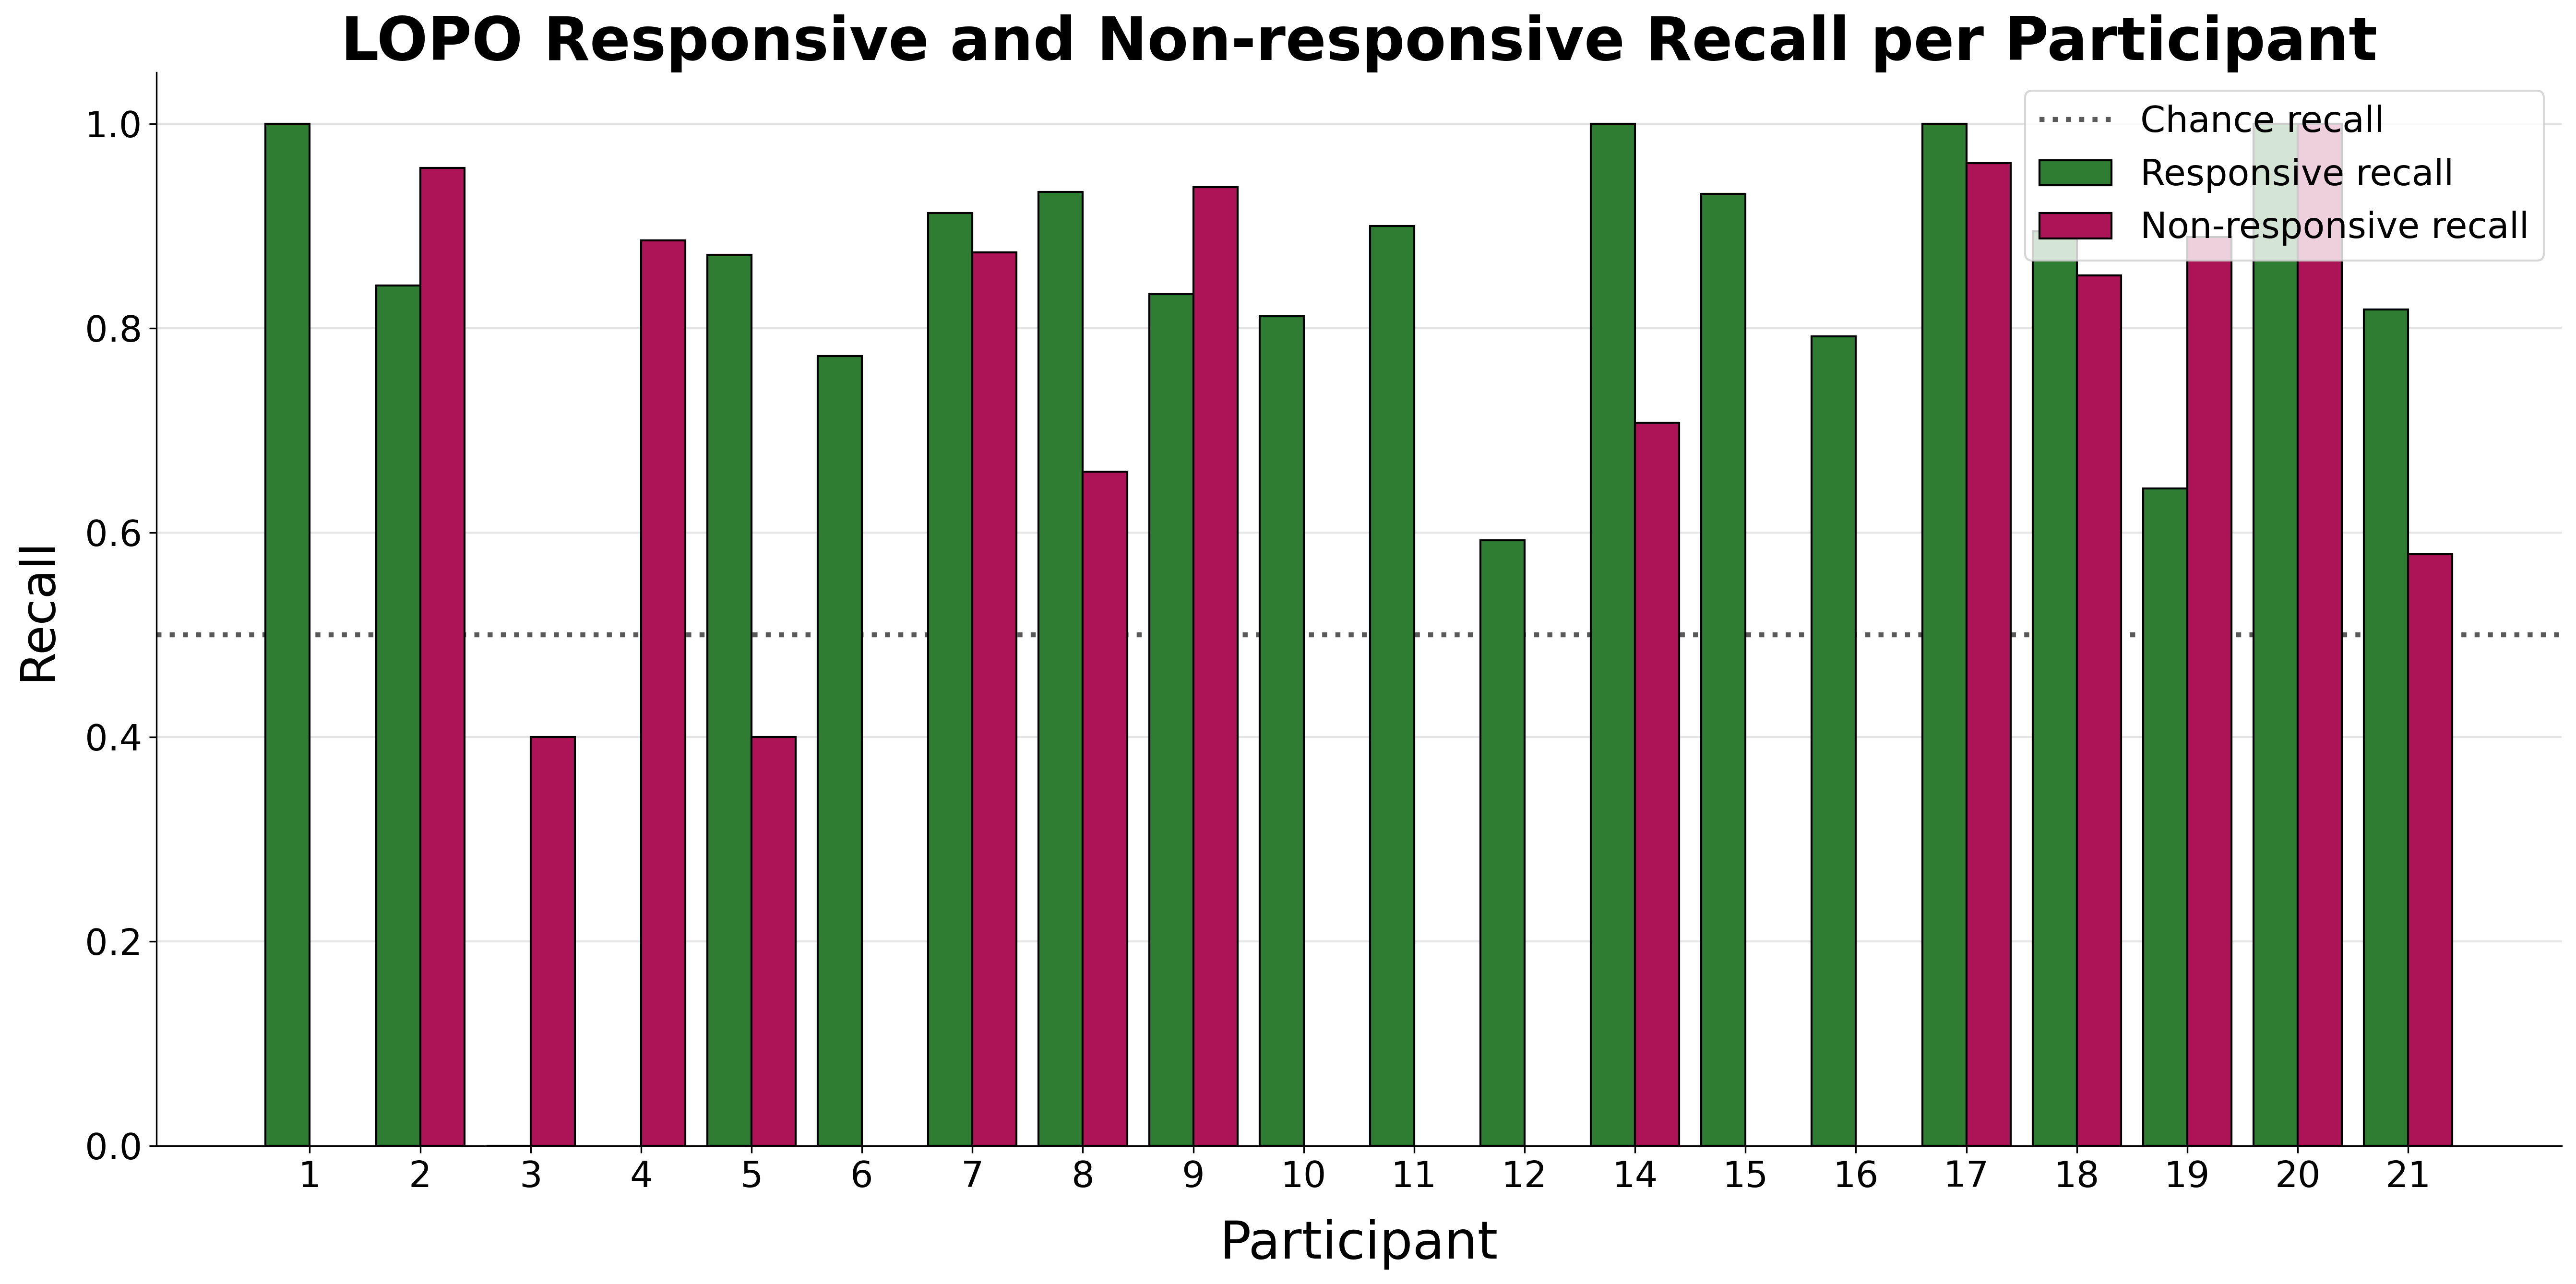 LOPO Responsive and Non-responsive Recall per Participant
Chance recall
Responsive recall
Non-responsive recall
1.0
0.8
0.6
0.4
0.2
0.0
Recall
1 2 3 4 5 6 7 8 9 10 11 12 14 15 16 17 18 19 20 21
Participant